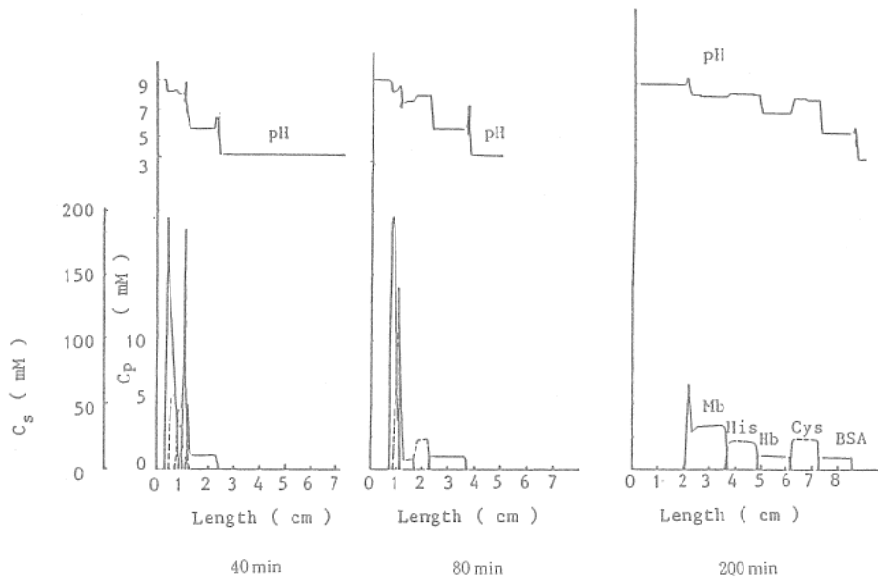 pH
9
7
5
3
pH
pH
200
150
100
50
0
C_s ( mM )
10
5
0
C_p ( mM )
Mb
His
Hb
Cys
BSA
0 1 2 3 4 5 6 7
0 1 2 3 4 5 6 7
0 1 2 3 4 5 6 7 8
Length ( cm )
Length ( cm )
Length ( cm )
40 min
80 min
200 min